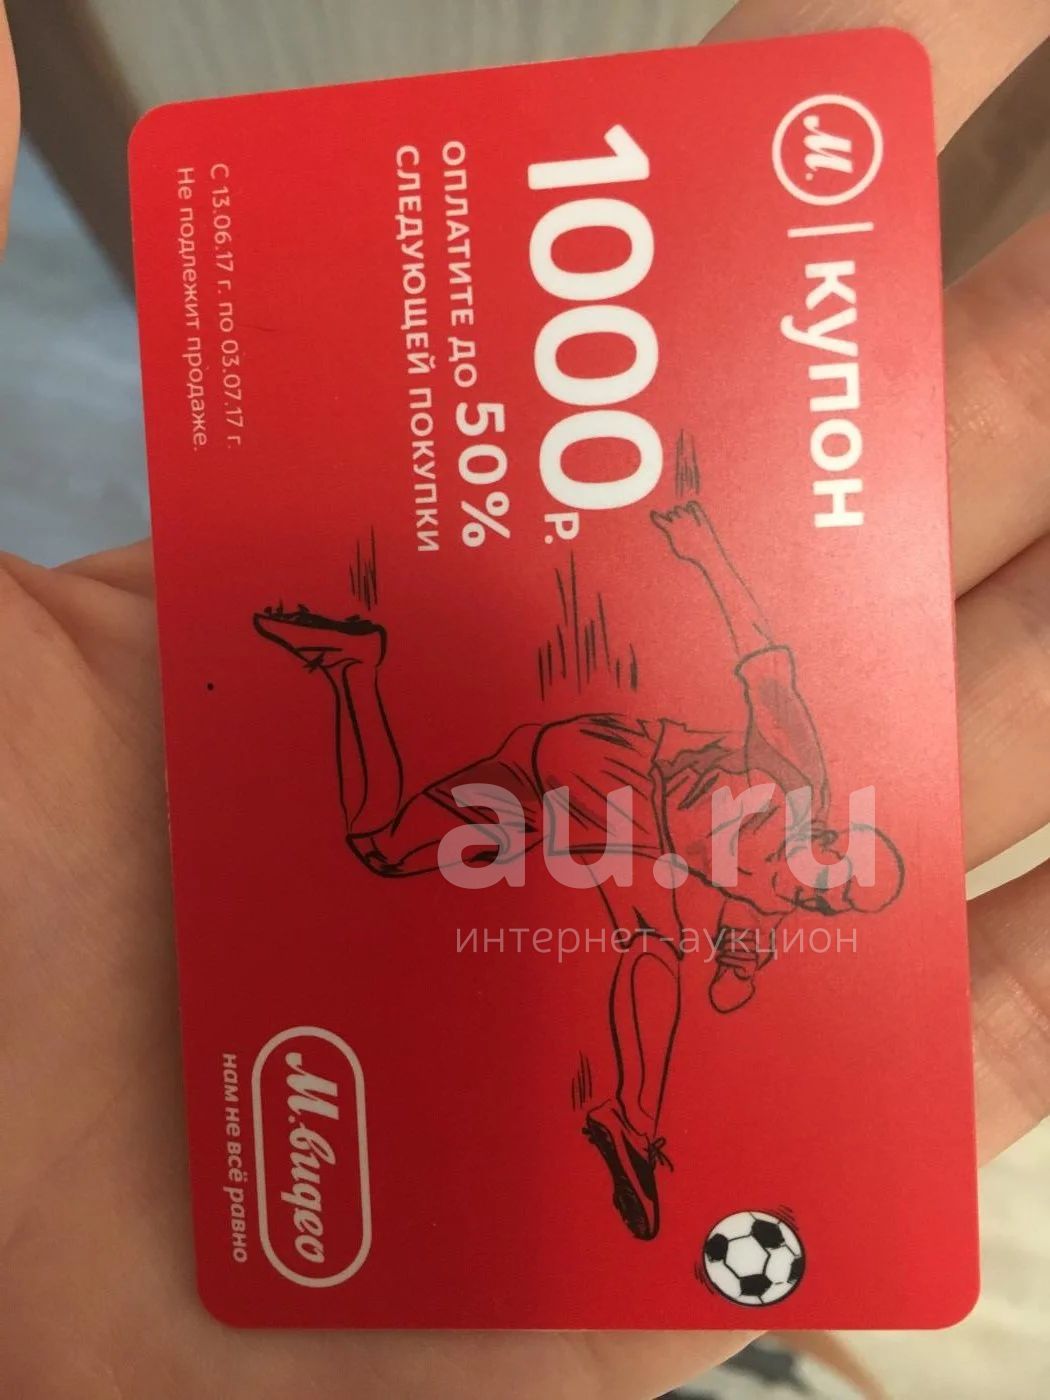 М. | КУПОН
1000 Р.
ОПЛАТИТЕ ДО 50%
СЛЕДУЮЩЕЙ ПОКУПКИ
С 13.06.17 г. по 03.07.17 г.
Не подлежит продаже.
М.видео
нам не всё равно
au.ru
интернет-аукцион